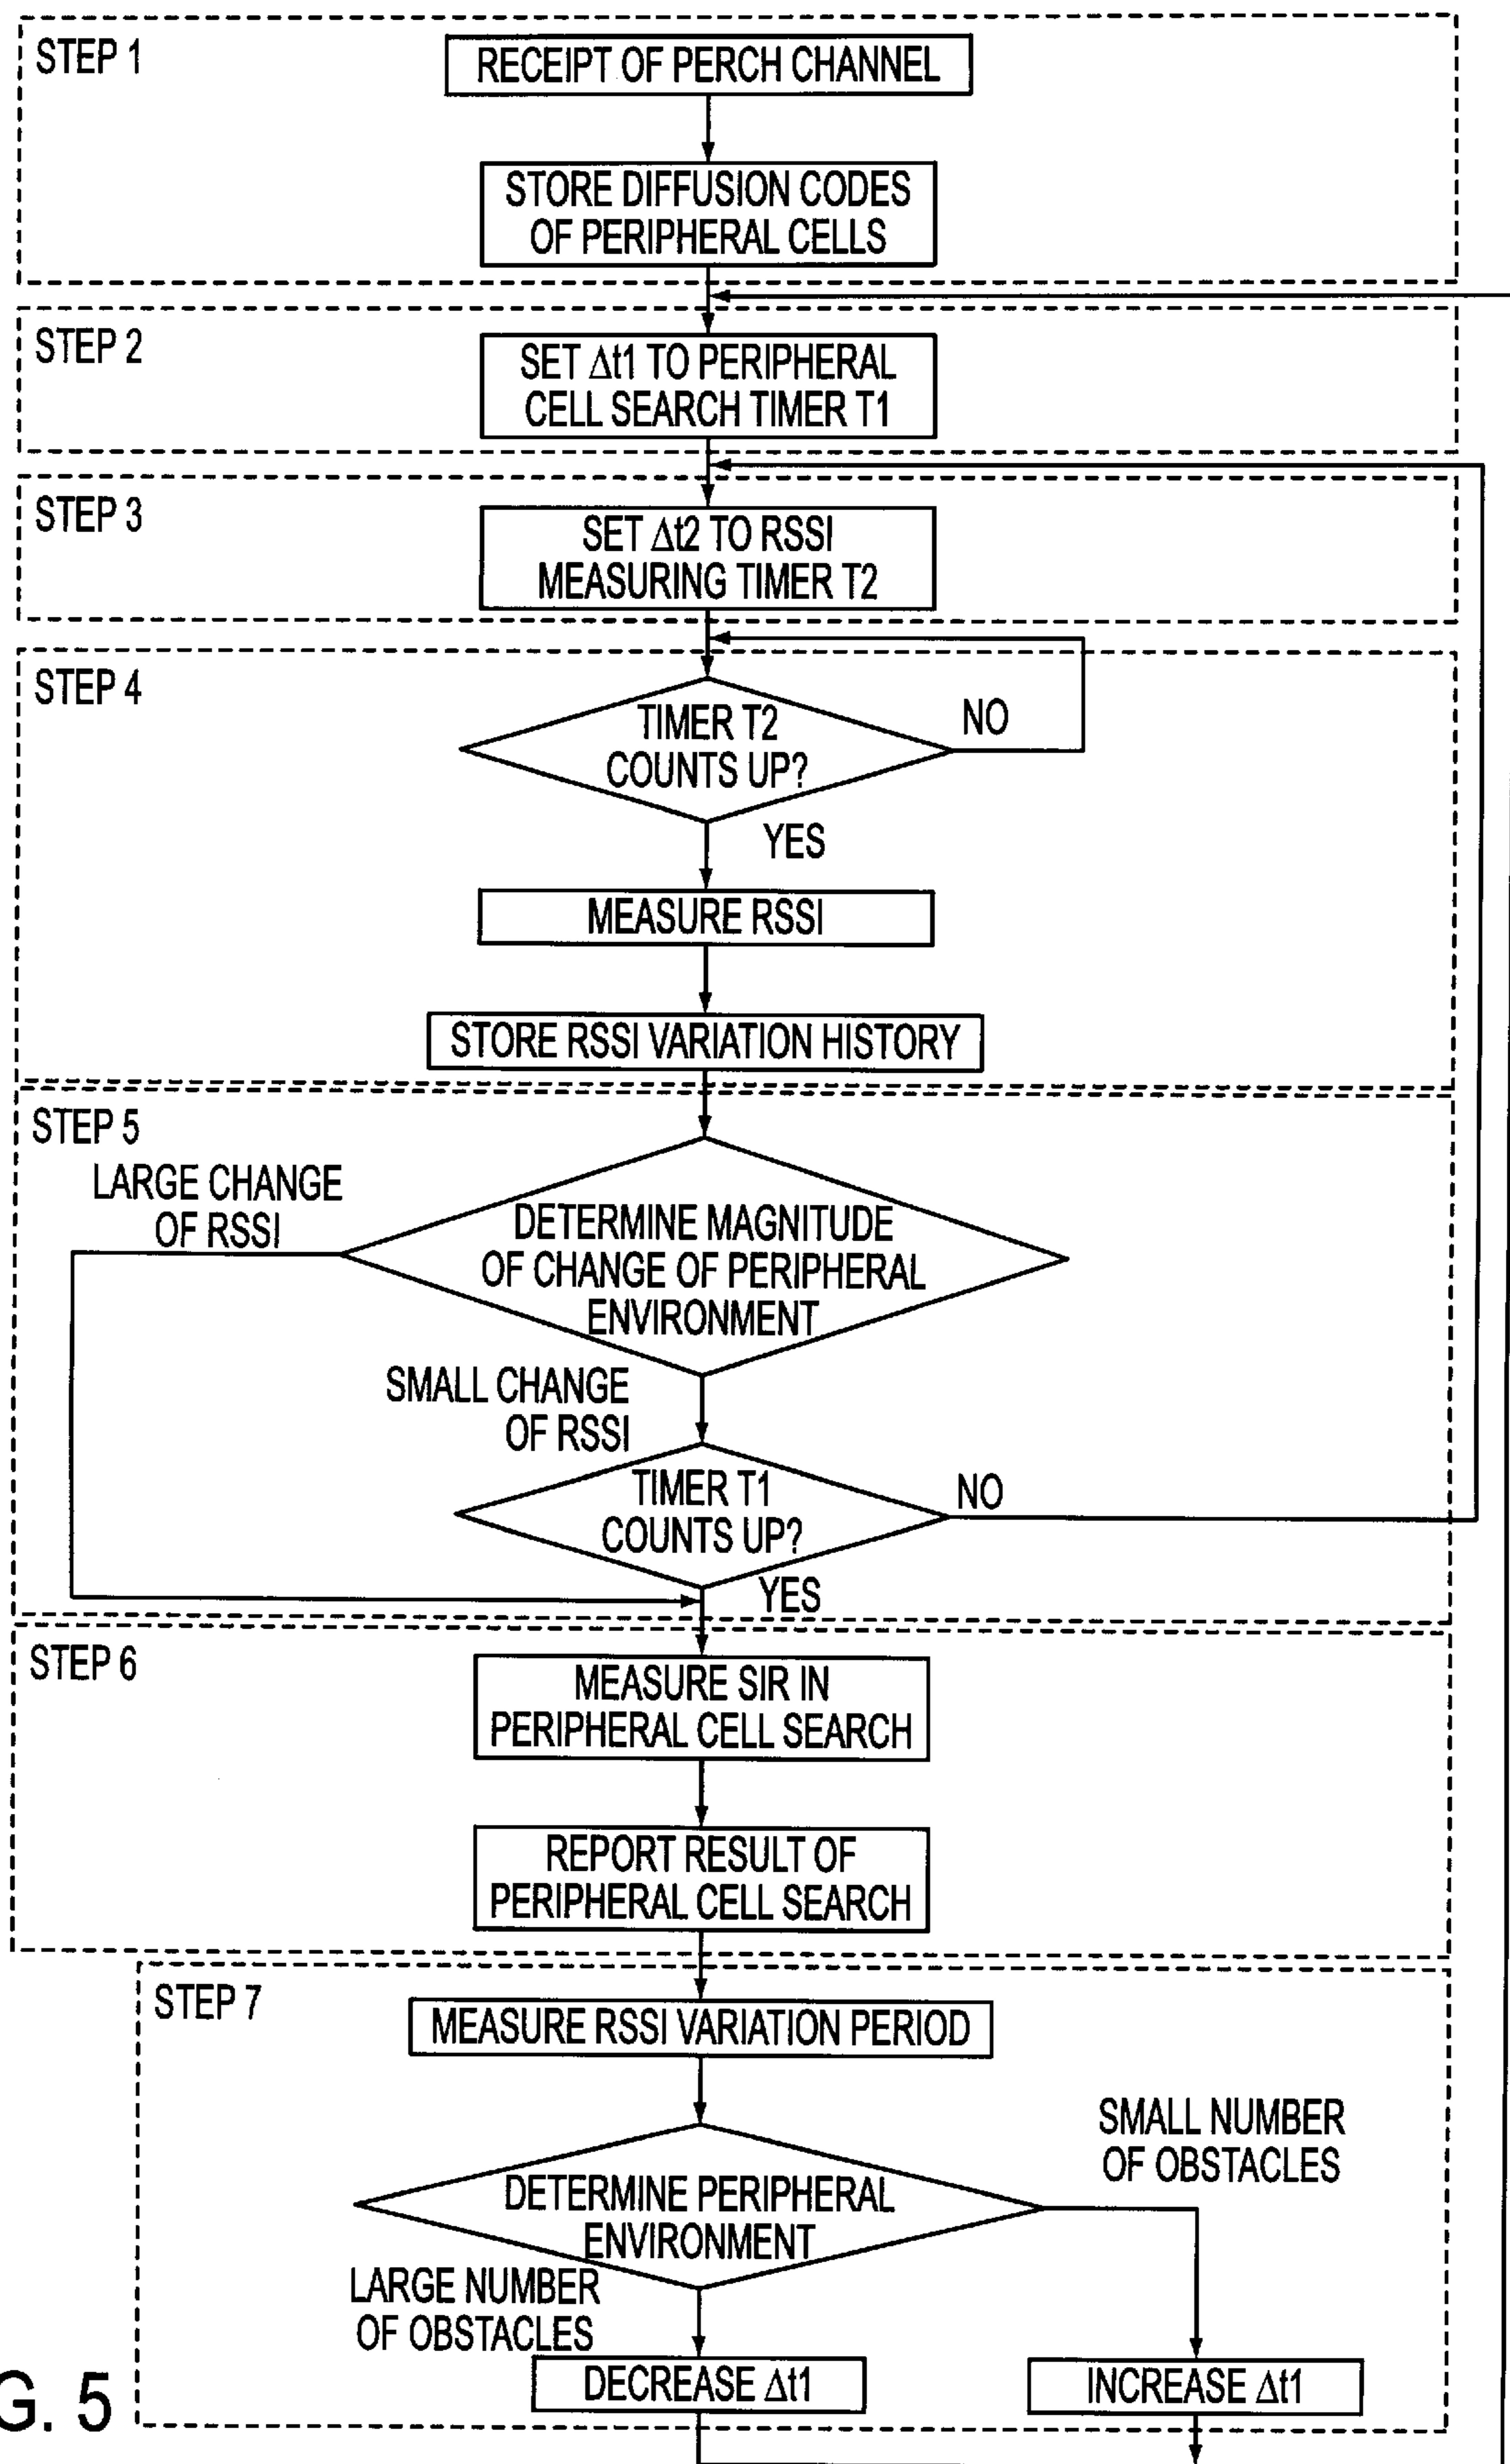 STEP 1
RECEIPT OF PERCH CHANNEL
STORE DIFFUSION CODES
OF PERIPHERAL CELLS
STEP 2
SET Δt1 TO PERIPHERAL
CELL SEARCH TIMER T1
STEP 3
SET Δt2 TO RSSI
MEASURING TIMER T2
STEP 4
TIMER T2
COUNTS UP?
NO
YES
MEASURE RSSI
STORE RSSI VARIATION HISTORY
STEP 5
LARGE CHANGE
OF RSSI
DETERMINE MAGNITUDE
OF CHANGE OF PERIPHERAL
ENVIRONMENT
SMALL CHANGE
OF RSSI
TIMER T1
COUNTS UP?
NO
YES
STEP 6
MEASURE SIR IN
PERIPHERAL CELL SEARCH
REPORT RESULT OF
PERIPHERAL CELL SEARCH
STEP 7
MEASURE RSSI VARIATION PERIOD
SMALL NUMBER
OF OBSTACLES
DETERMINE PERIPHERAL
ENVIRONMENT
LARGE NUMBER
OF OBSTACLES
DECREASE Δt1
INCREASE Δt1
G. 5